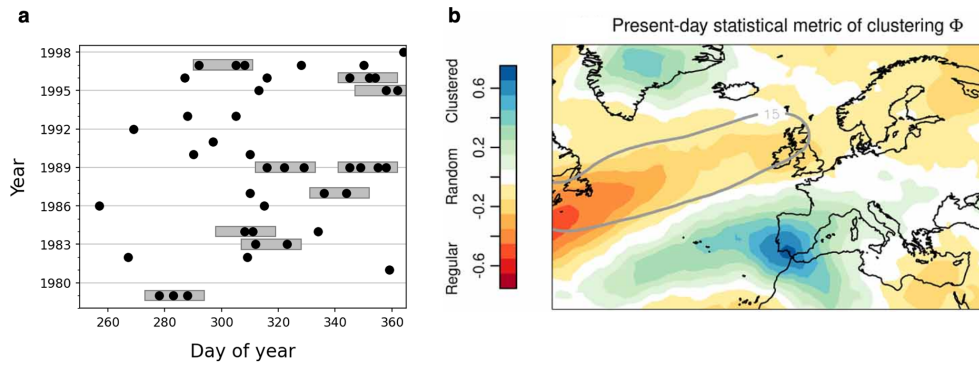 a
1998
1995
1992
1989
1986
1983
1980
Year
260
280
300
320
340
360
Day of year
b
Present-day statistical metric of clustering Φ
Clustered
Random
Regular
0.6
0.2
-0.2
-0.6
15